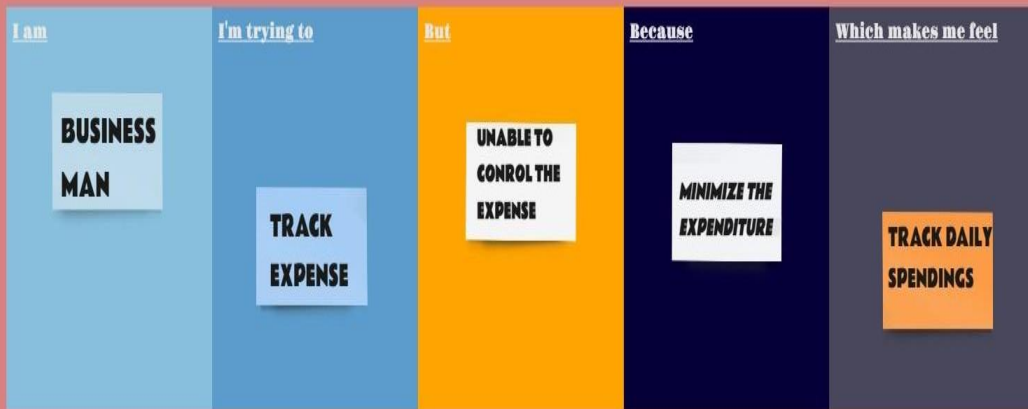 I am
BUSINESS
MAN
I'm trying to
TRACK
EXPENSE
But
UNABLE TO
CONROL THE
EXPENSE
Because
MINIMIZE THE
EXPENDITURE
Which makes me feel
TRACK DAILY
SPENDINGS